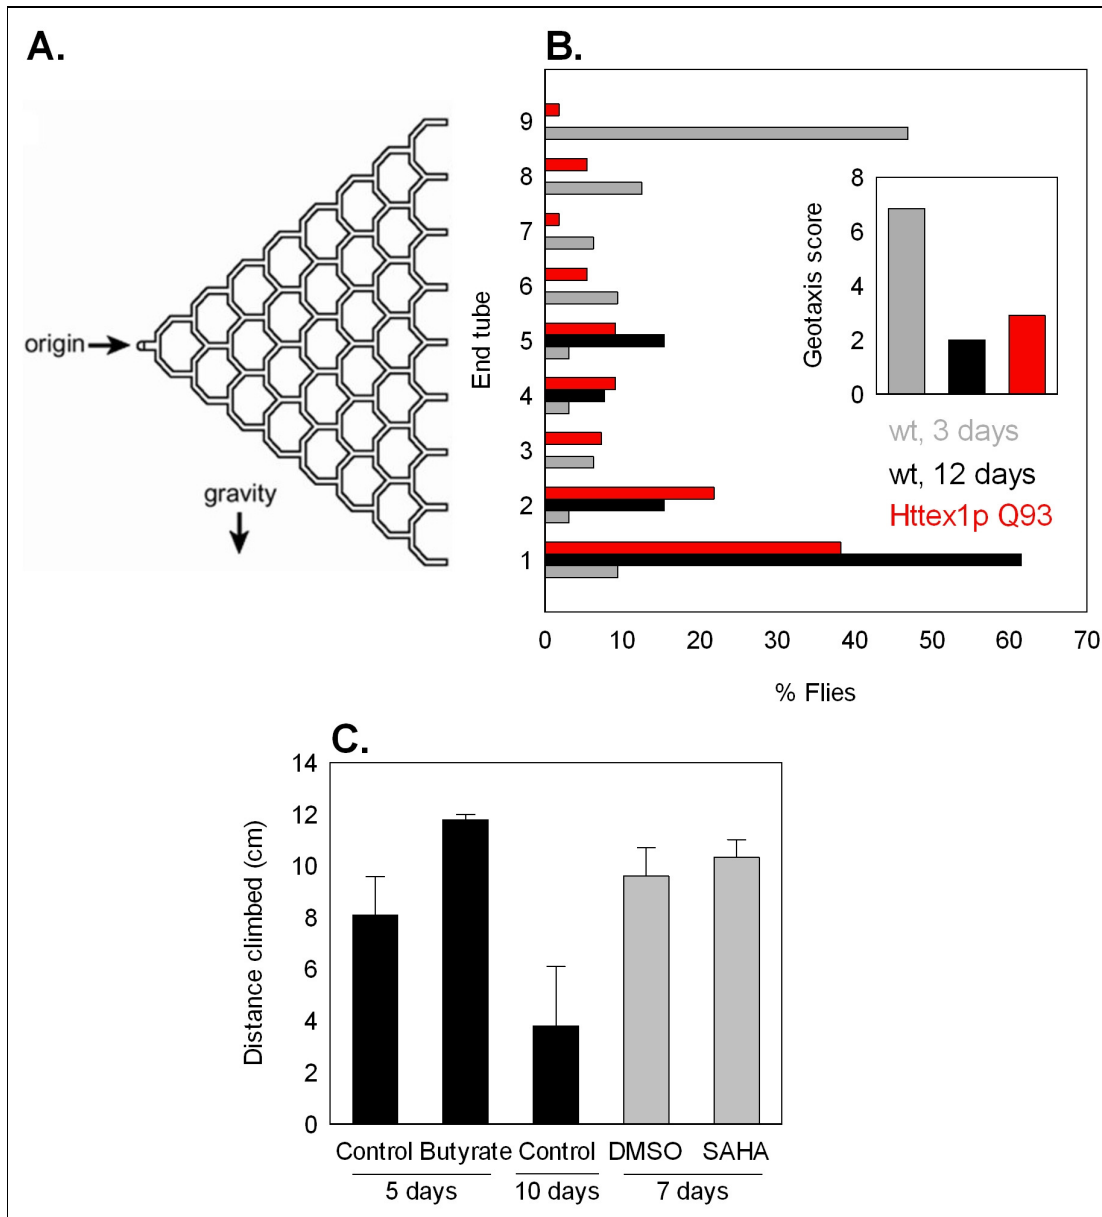 A.
origin
gravity
B.
End tube
9
8
7
6
5
4
3
2
1
0 10 20 30 40 50 60 70
% Flies
Geotaxis score
8
6
4
2
0
wt, 3 days
wt, 12 days
Httex1p Q93
C.
Distance climbed (cm)
14
12
10
8
6
4
2
0
Control Butyrate Control DMSO SAHA
5 days 10 days 7 days